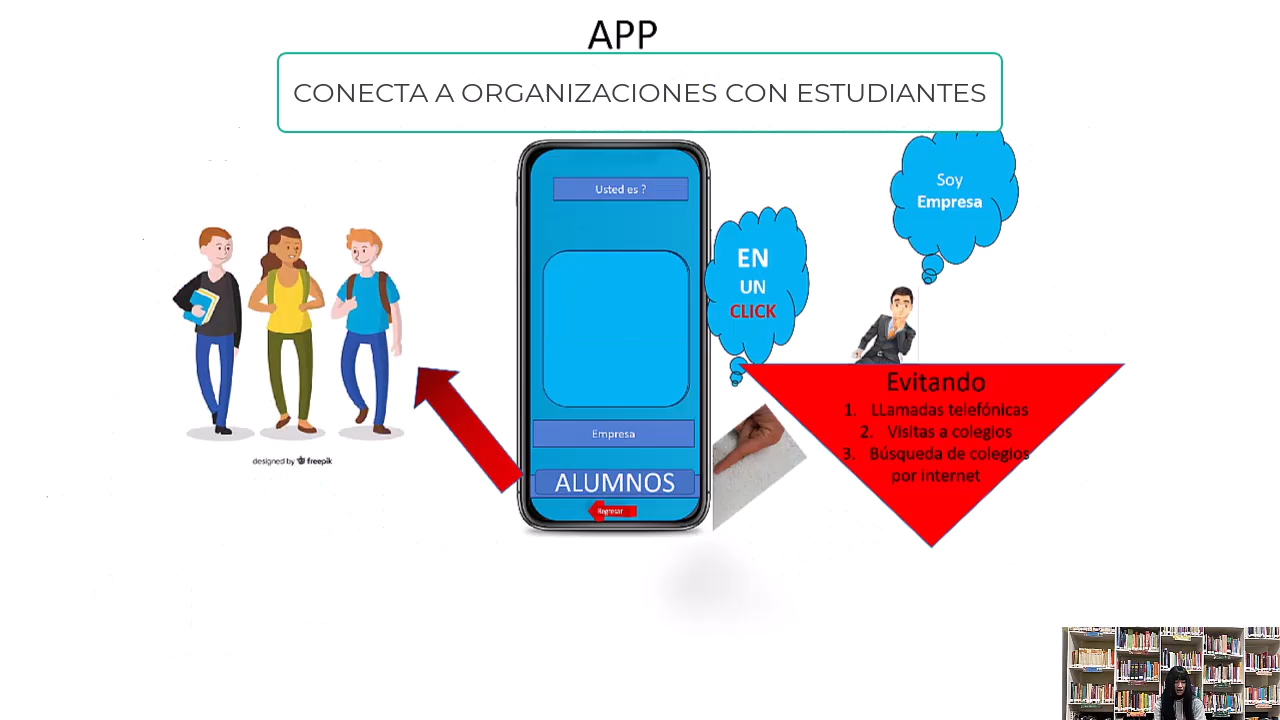 APP
CONECTA A ORGANIZACIONES CON ESTUDIANTES
Usted es ?
Soy
Empresa
EN
UN
CLICK
Evitando
1. LLamadas telefónicas
2. Visitas a colegios
3. Búsqueda de colegios
por internet
Empresa
ALUMNOS
Regresar
designed by freepik